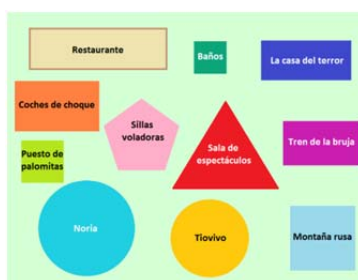 Restaurante
Baños
La casa del terror
Coches de choque
Sillas
voladoras
Sala de
espectáculos
Tren de la bruja
Puesto de
palomitas
Noria
Tiovivo
Montaña rusa